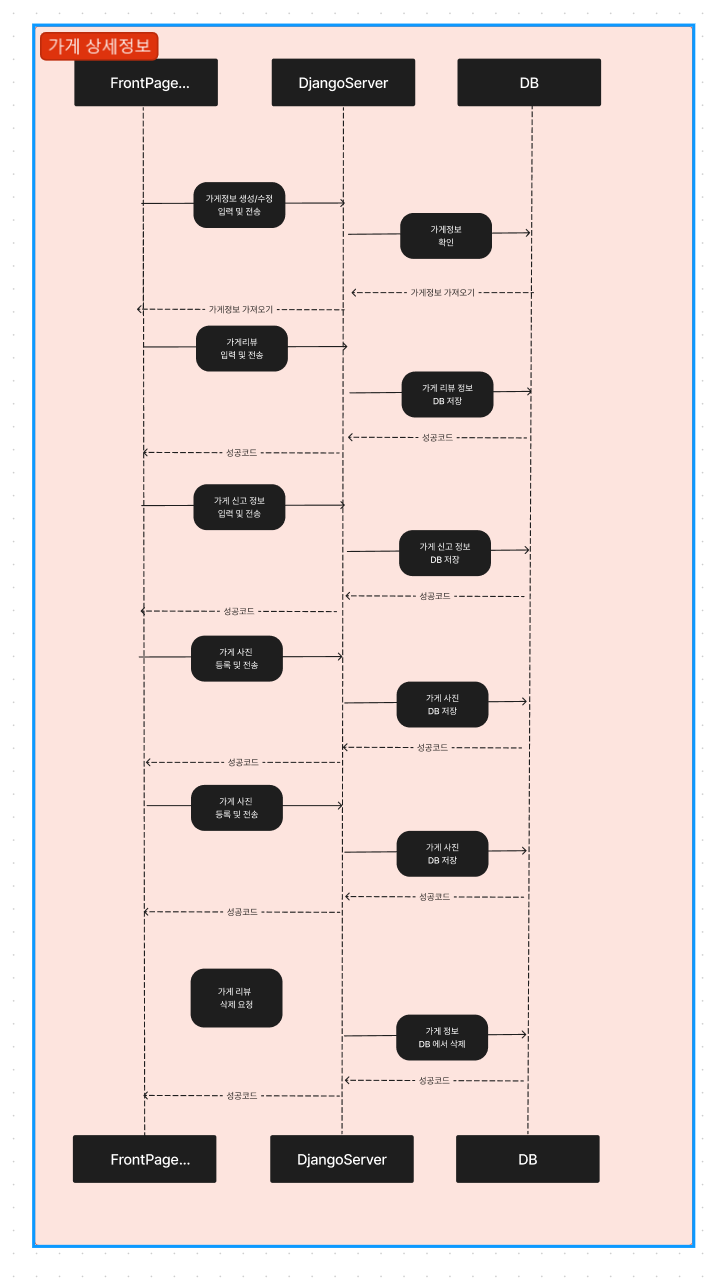 가게 상세정보
FrontPage...
DjangoServer
DB
가게정보 생성/수정
입력 및 전송
가게정보
확인
가게정보 가져오기
가게정보 가져오기
가게리뷰
입력 및 전송
가게 리뷰 정보
DB 저장
성공코드
성공코드
가게 신고 정보
입력 및 전송
가게 신고 정보
DB 저장
성공코드
성공코드
가게 사진
등록 및 전송
가게 사진
DB 저장
성공코드
성공코드
가게 사진
등록 및 전송
가게 사진
DB 저장
성공코드
성공코드
가게 리뷰
삭제 요청
가게 정보
DB 에서 삭제
성공코드
성공코드
FrontPage...
DjangoServer
DB